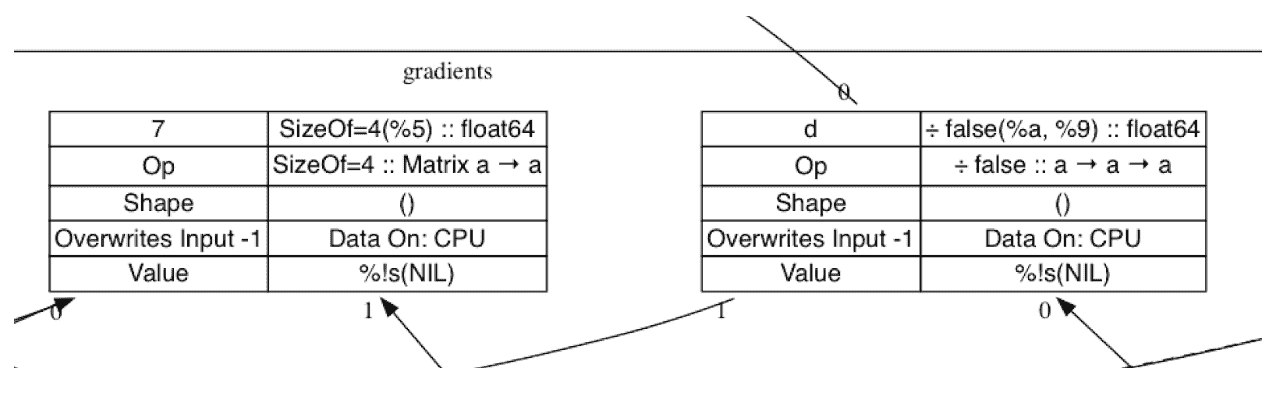 gradients
0
7 SizeOf=4(%5) :: float64
Op SizeOf=4 :: Matrix a → a
Shape ()
Overwrites Input -1 Data On: CPU
Value %!s(NIL)
d ÷ false(%a, %9) :: float64
Op ÷ false :: a → a → a
Shape ()
Overwrites Input -1 Data On: CPU
Value %!s(NIL)
0 1 1 0